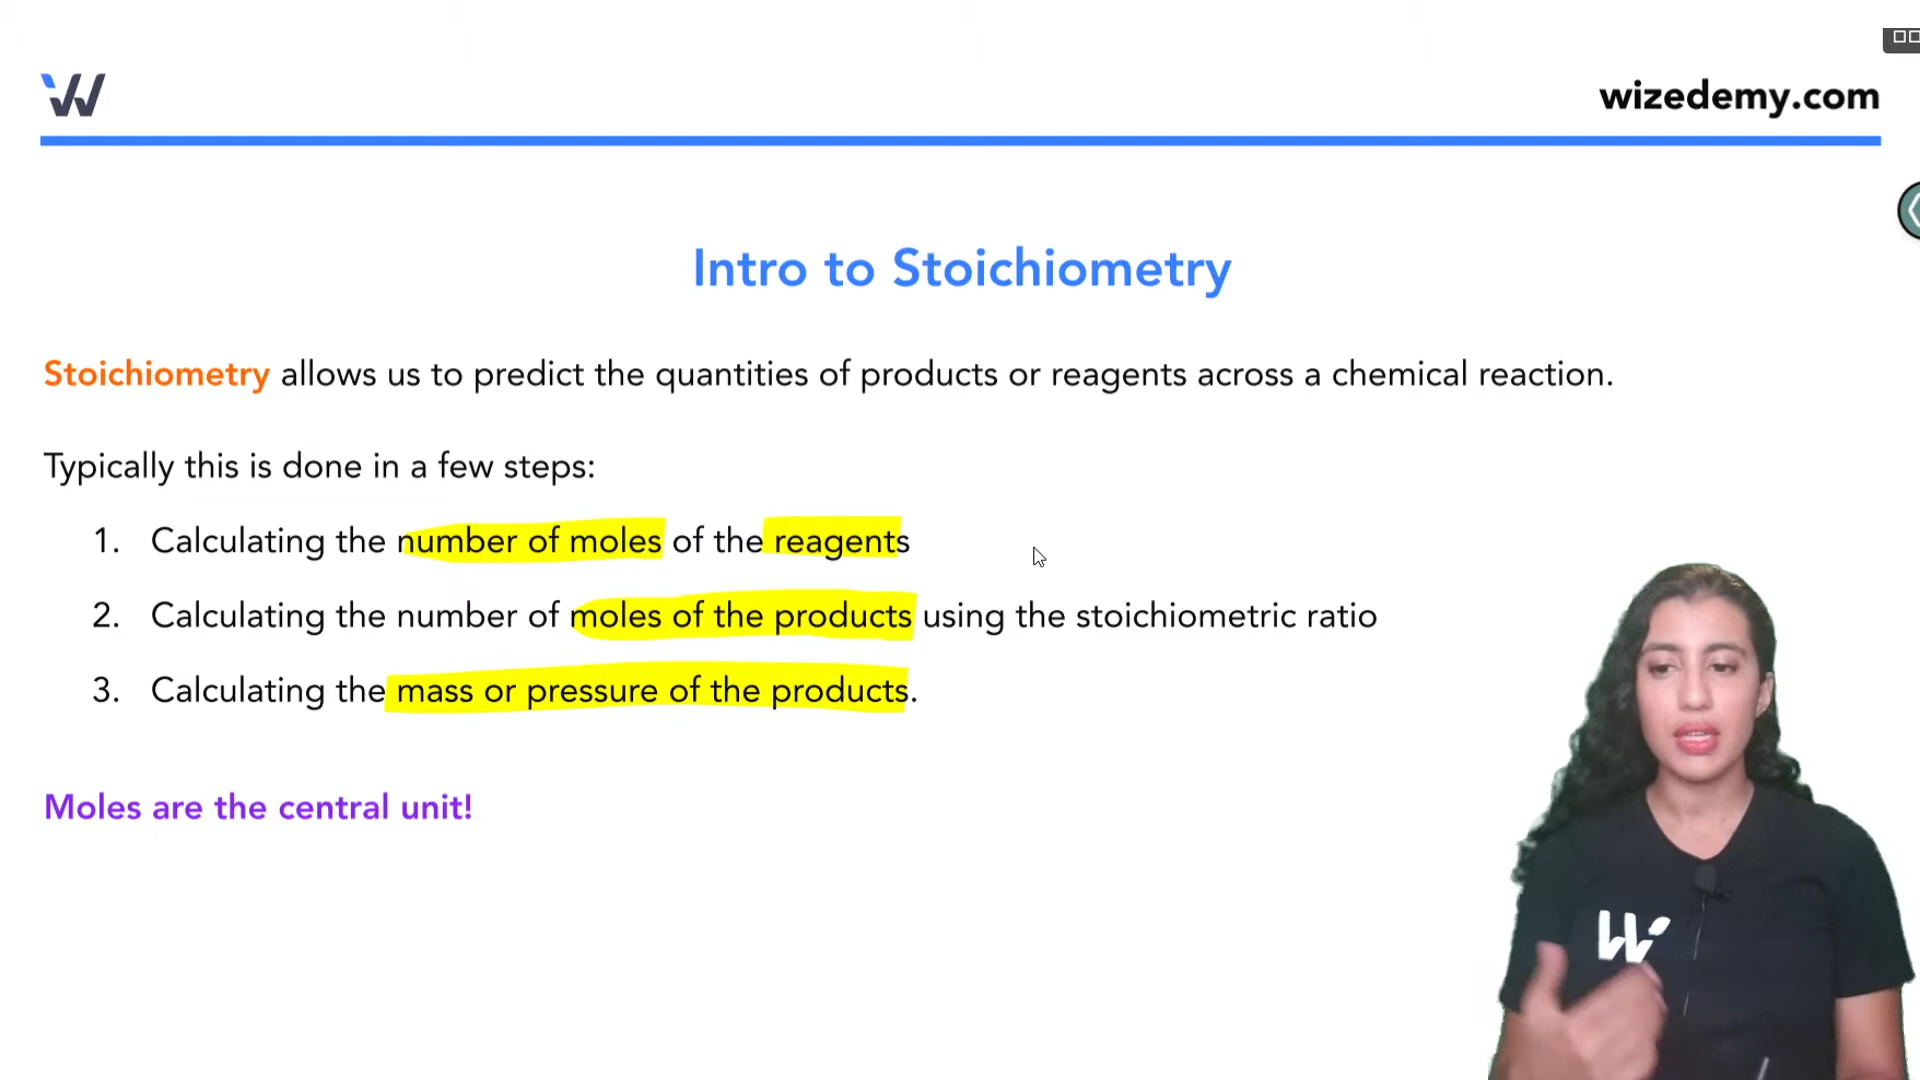 W
wizedemy.com
Intro to Stoichiometry
Stoichiometry allows us to predict the quantities of products or reagents across a chemical reaction.
Typically this is done in a few steps:
1. Calculating the number of moles of the reagents
2. Calculating the number of moles of the products using the stoichiometric ratio
3. Calculating the mass or pressure of the products.
Moles are the central unit!
W